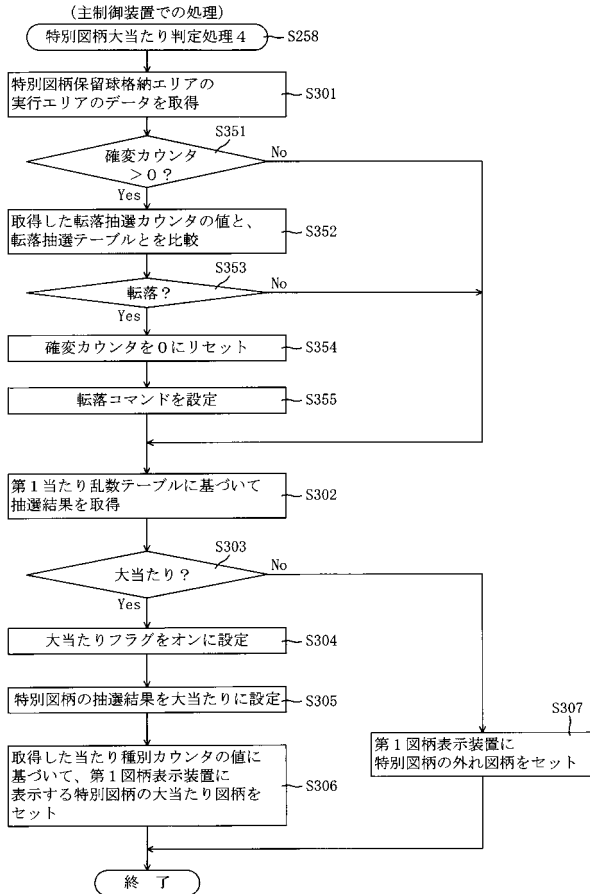 (主制御装置での処理)
特別図柄大当たり判定処理4
S258
特別図柄保留球格納エリアの
実行エリアのデータを取得
S301
S351
確変カウンタ
>0?
No
Yes
取得した転落抽選カウンタの値と、
転落抽選テーブルとを比較
S352
S353
転落?
No
Yes
確変カウンタを0にリセット
S354
転落コマンドを設定
S355
第1当たり乱数テーブルに基づいて
抽選結果を取得
S302
S303
大当たり?
No
Yes
大当たりフラグをオンに設定
S304
特別図柄の抽選結果を大当たりに設定
S305
取得した当たり種別カウンタの値に
基づいて、第1図柄表示装置に
表示する特別図柄の大当たり図柄を
セット
S306
S307
第1図柄表示装置に
特別図柄の外れ図柄をセット
終 了